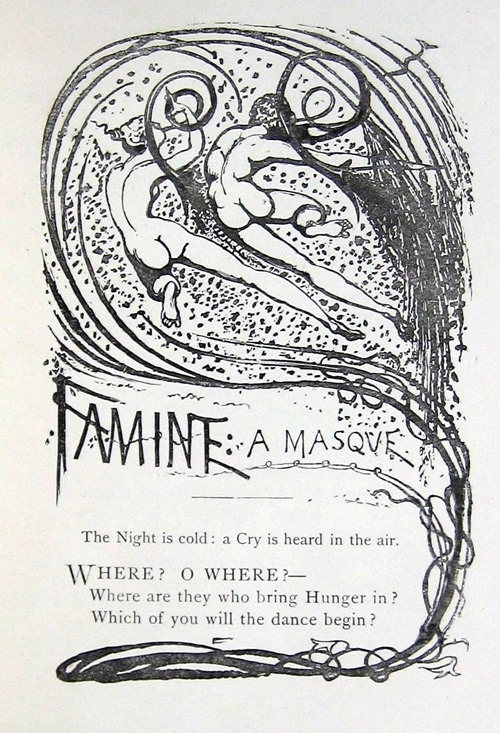 FAMINE: A MASQVE
The Night is cold: a Cry is heard in the air.
WHERE? O WHERE?—
Where are they who bring Hunger in?
Which of you will the dance begin?